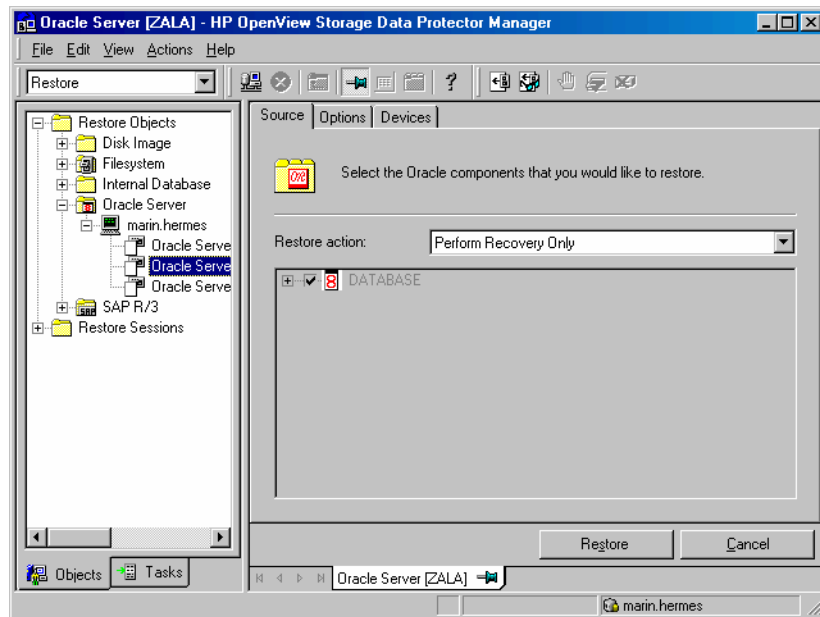 Oracle Server [ZALA] - HP OpenView Storage Data Protector Manager
File Edit View Actions Help
Restore
?
Restore Objects
Disk Image
Filesystem
Internal Database
Oracle Server
marin.hermes
Oracle Serve
Oracle Serve
Oracle Serve
SAP R/3
Restore Sessions
Objects
Tasks
Source Options Devices
Select the Oracle components that you would like to restore.
Restore action: Perform Recovery Only
8 DATABASE
Restore Cancel
Oracle Server [ZALA]
marin.hermes